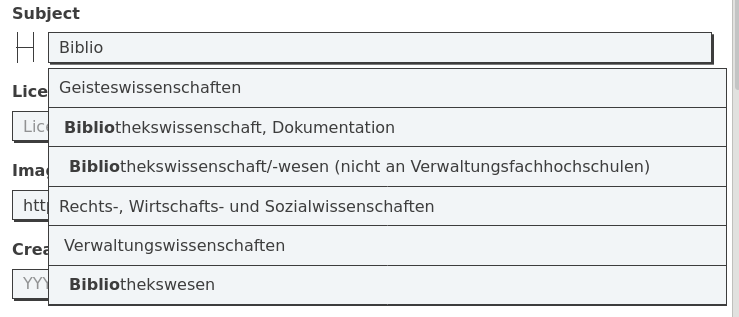 Subject
Biblio
Geisteswissenschaften
Lice
Bibliothekswissenschaft, Dokumentation
Lice
Bibliothekswissenschaft/-wesen (nicht an Verwaltungsfachhochschulen)
Imag
Rechts-, Wirtschafts- und Sozialwissenschaften
http
Verwaltungswissenschaften
Crea
Bibliothekswesen
YYY